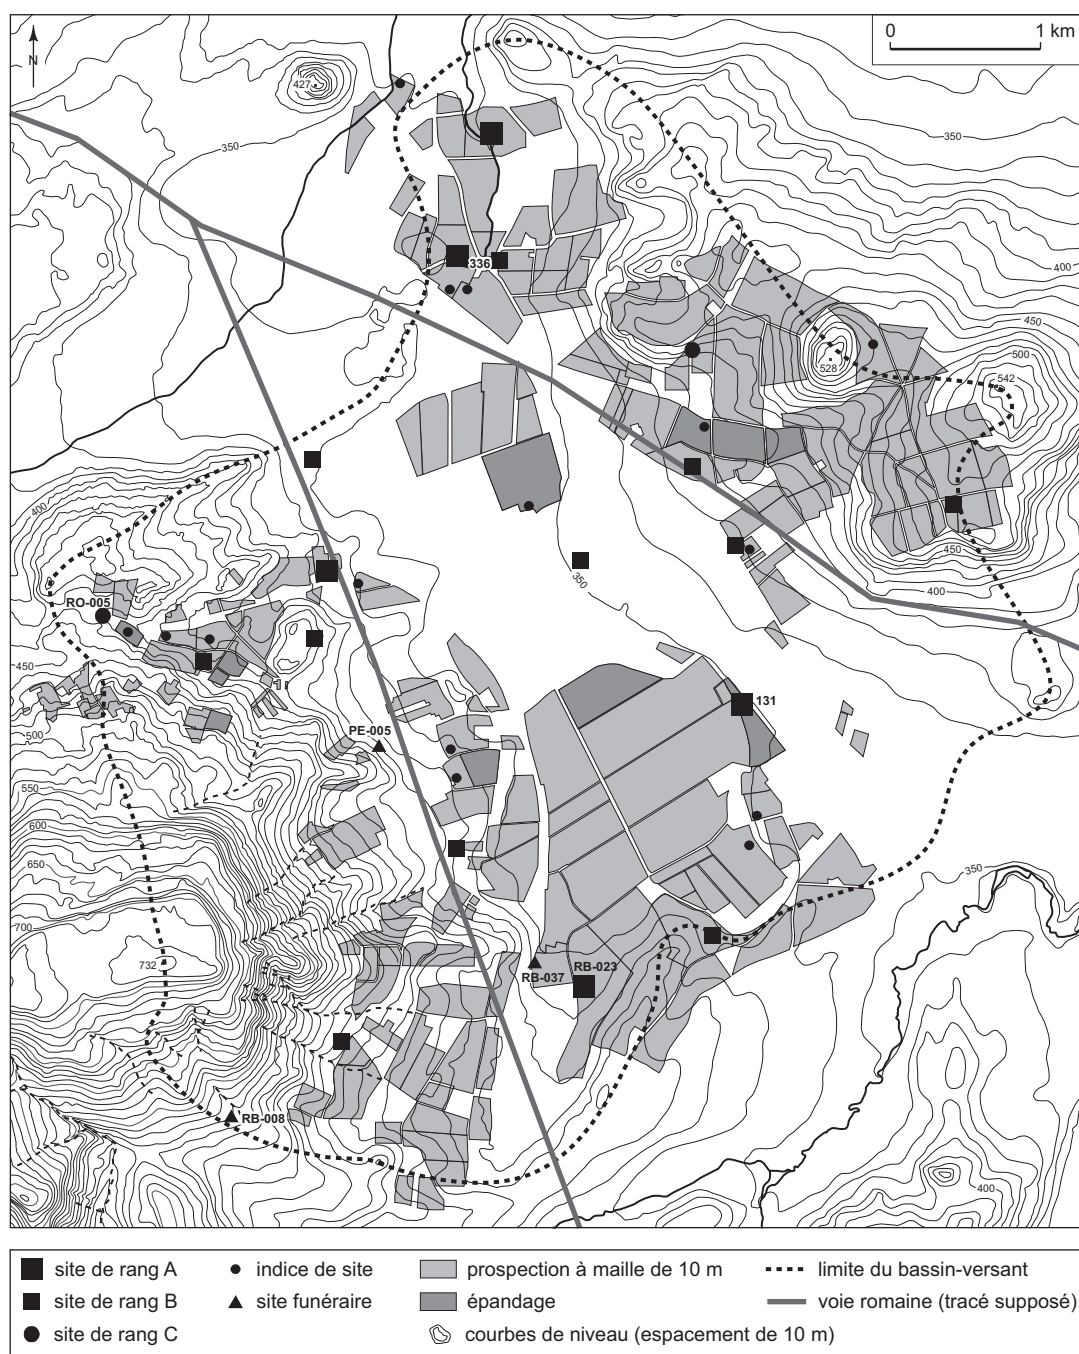 0 1 km
N
427
350
350
400
336
450
500
528
542
400
350
450
400
RO-005
450
131
PE-005
500
550
600
650
350
700
732
RB-037
RB-023
RB-008
400
site de rang A
indice de site
prospection à maille de 10 m
limite du bassin-versant
site de rang B
site funéraire
épandage
voie romaine (tracé supposé)
site de rang C
courbes de niveau (espacement de 10 m)